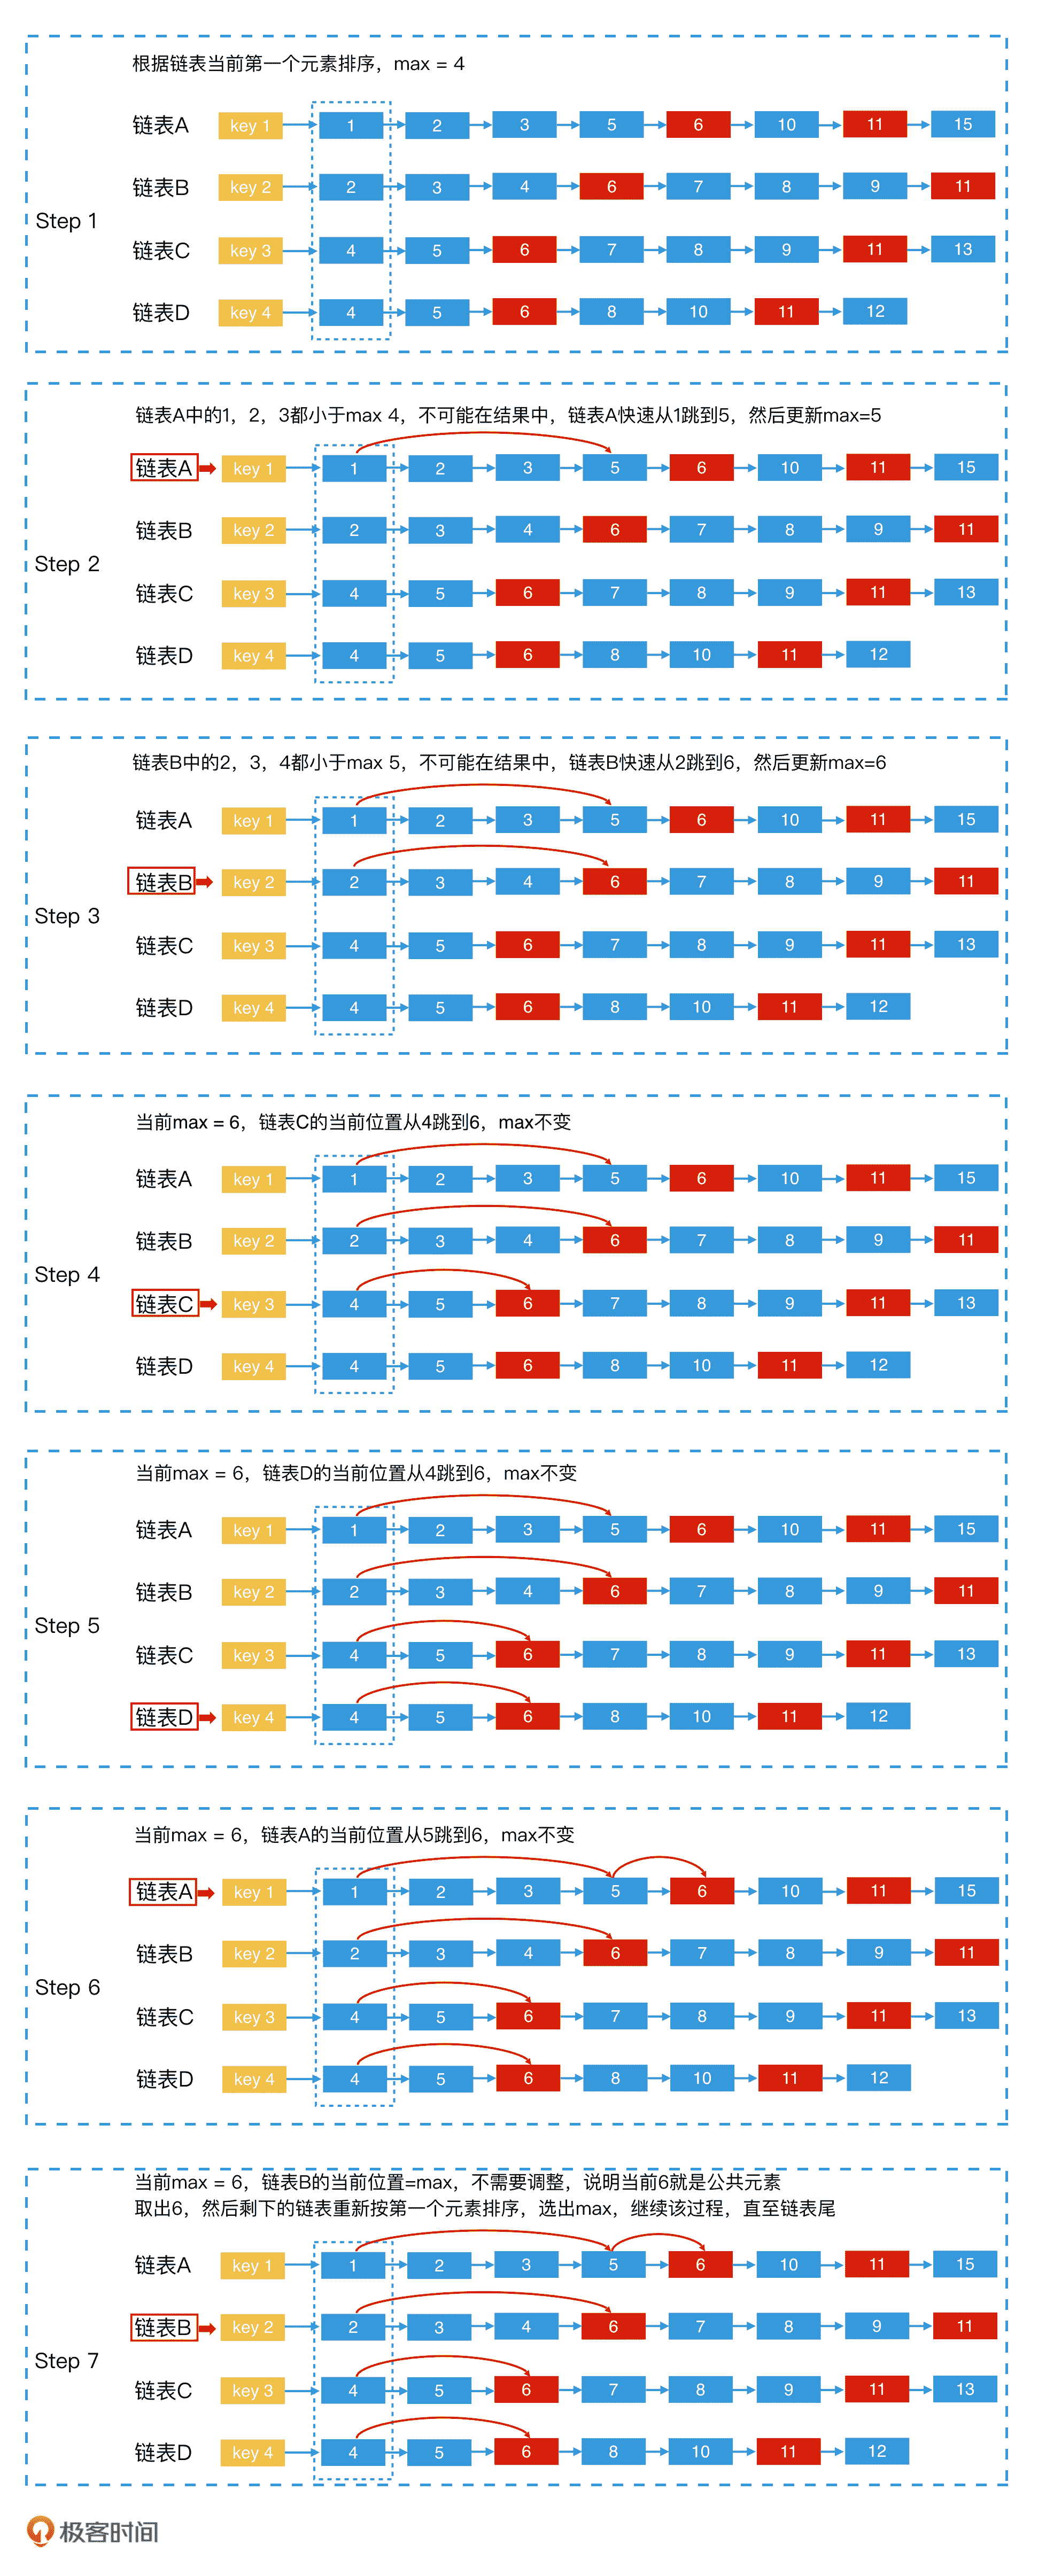 根据链表当前第一个元素排序，max = 4
链表A key 1 1 2 3 5 6 10 11 15
链表B key 2 2 3 4 6 7 8 9 11
Step 1
链表C key 3 4 5 6 7 8 9 11 13
链表D key 4 4 5 6 8 10 11 12
链表A中的1，2，3都小于max 4，不可能在结果中，链表A快速从1跳到5，然后更新max=5
链表A key 1 1 2 3 5 6 10 11 15
链表B key 2 2 3 4 6 7 8 9 11
Step 2
链表C key 3 4 5 6 7 8 9 11 13
链表D key 4 4 5 6 8 10 11 12
链表B中的2，3，4都小于max 5，不可能在结果中，链表B快速从2跳到6，然后更新max=6
链表A key 1 1 2 3 5 6 10 11 15
链表B key 2 2 3 4 6 7 8 9 11
Step 3
链表C key 3 4 5 6 7 8 9 11 13
链表D key 4 4 5 6 8 10 11 12
当前max = 6，链表C的当前位置从4跳到6，max不变
链表A key 1 1 2 3 5 6 10 11 15
链表B key 2 2 3 4 6 7 8 9 11
Step 4
链表C key 3 4 5 6 7 8 9 11 13
链表D key 4 4 5 6 8 10 11 12
当前max = 6，链表D的当前位置从4跳到6，max不变
链表A key 1 1 2 3 5 6 10 11 15
链表B key 2 2 3 4 6 7 8 9 11
Step 5
链表C key 3 4 5 6 7 8 9 11 13
链表D key 4 4 5 6 8 10 11 12
当前max = 6，链表A的当前位置从5跳到6，max不变
链表A key 1 1 2 3 5 6 10 11 15
链表B key 2 2 3 4 6 7 8 9 11
Step 6
链表C key 3 4 5 6 7 8 9 11 13
链表D key 4 4 5 6 8 10 11 12
当前max = 6，链表B的当前位置=max，不需要调整，说明当前6就是公共元素
取出6，然后剩下的链表重新按第一个元素排序，选出max，继续该过程，直至链表尾
链表A key 1 1 2 3 5 6 10 11 15
链表B key 2 2 3 4 6 7 8 9 11
Step 7
链表C key 3 4 5 6 7 8 9 11 13
链表D key 4 4 5 6 8 10 11 12
极客时间